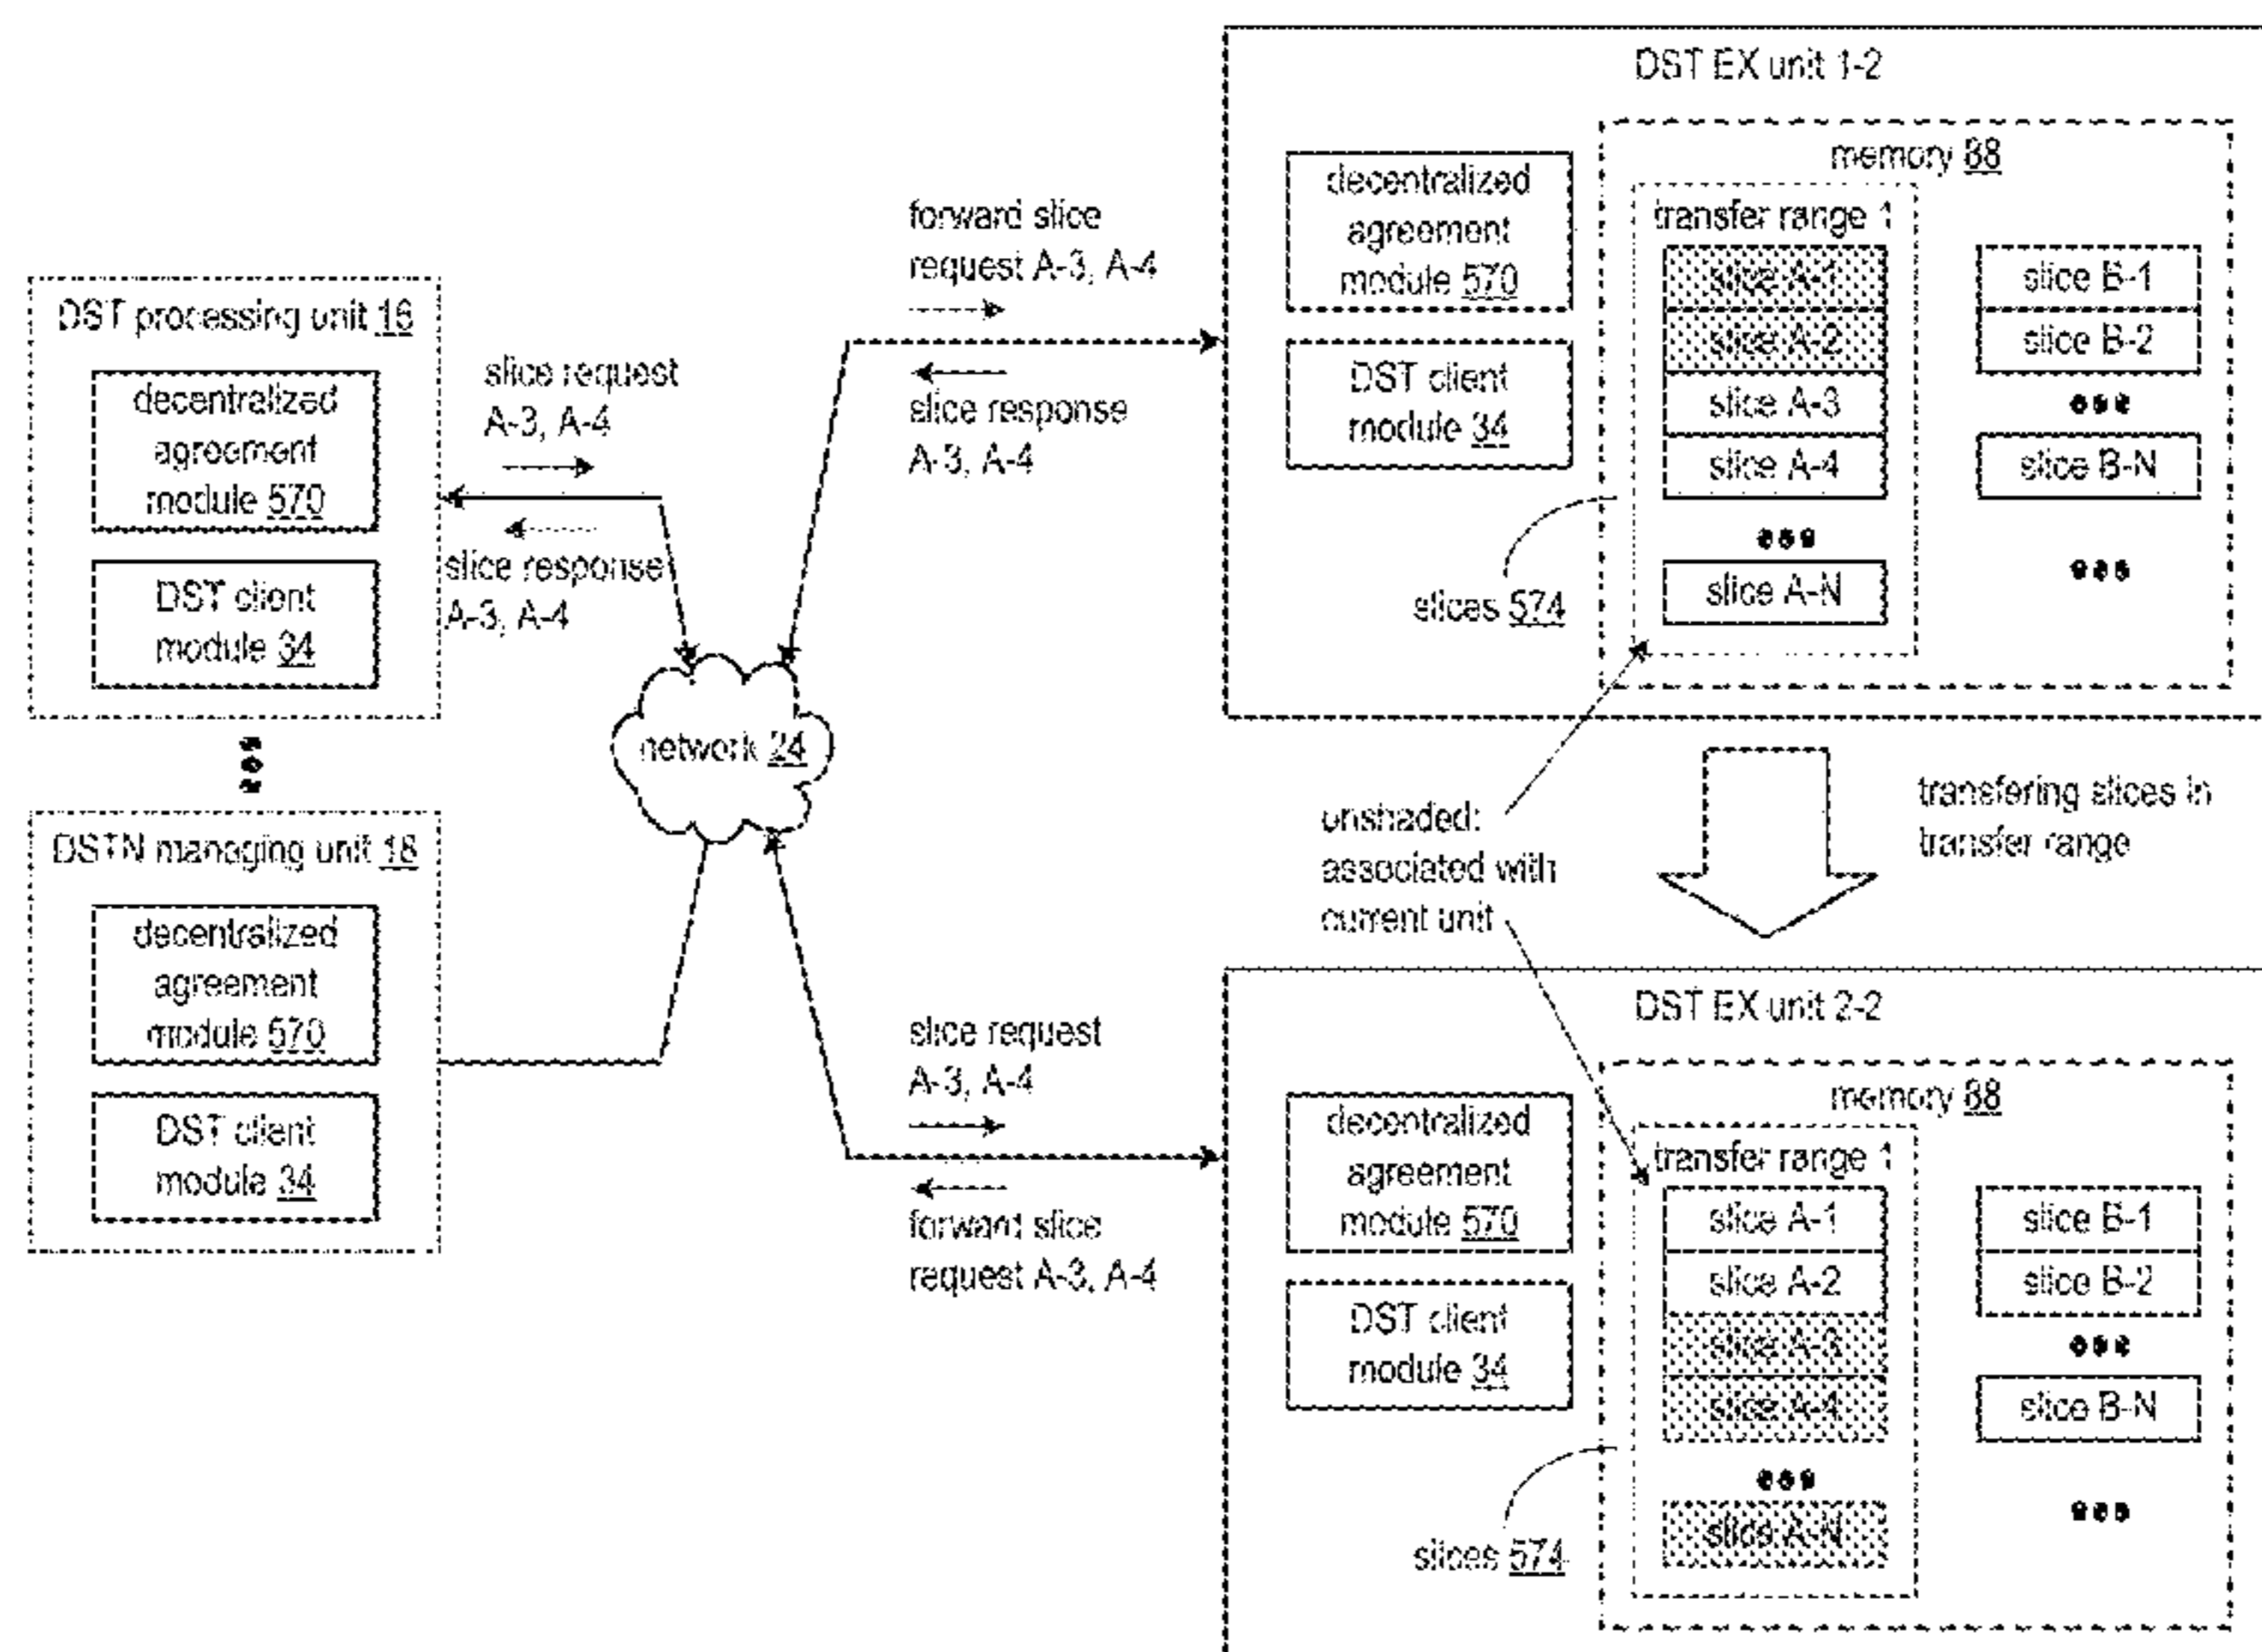 DST processing unit 16
decentralized
agreement
module 570
DST client
module 34
DSTN managing unit 18
decentralized
agreement
module 570
DST client
module 34
slice request
A-3, A-4
slice response
A-3, A-4
network 24
forward slice
request A-3, A-4
slice response
A-3, A-4
slice request
A-3, A-4
forward slice
request A-3, A-4
DST EX unit 1-2
decentralized
agreement
module 570
DST client
module 34
memory 88
transfer range 1
slice A-1
slice A-2
slice A-3
slice A-4
slice A-N
slice B-1
slice B-2
slice B-N
slices 574
unshaded:
associated with
current unit
transfering slices in
transfer range
DST EX unit 2-2
decentralized
agreement
module 570
DST client
module 34
memory 88
transfer range 1
slice A-1
slice A-2
slice A-3
slice A-4
slice A-N
slice B-1
slice B-2
slice B-N
slices 574